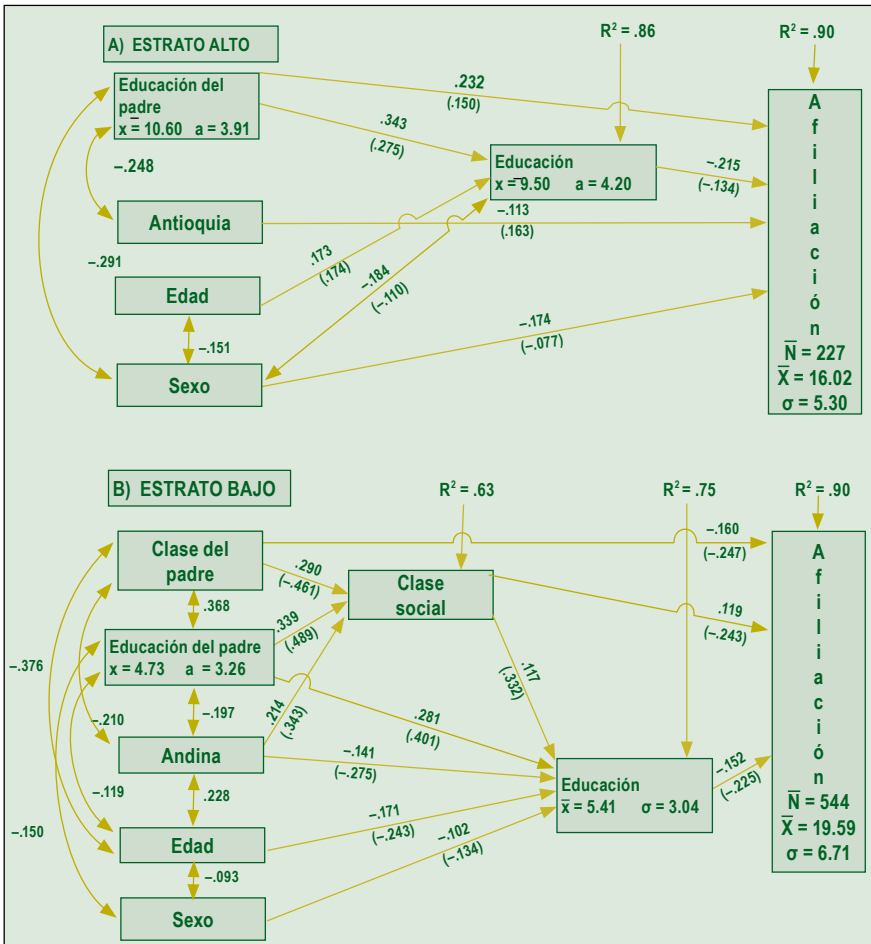 A) ESTRATO ALTO
R² = .86
R² = .90
Educación del
padre
x̄ = 10.60 a = 3.91
.232
(.150)
.343
(.275)
–.248
Educación
x̄ = 9.50 a = 4.20
–.215
(–.134)
Antioquia
–.113
(.163)
–.291
.173
(.174)
–.184
(–.110)
Edad
–.151
–.174
(–.077)
Sexo
Afiliación
N̄ = 227
X̄ = 16.02
σ = 5.30
B) ESTRATO BAJO
R² = .63
R² = .75
R² = .90
Clase del
padre
–.160
(–.247)
.290
(–.461)
Clase
social
.368
.339
(.489)
.119
(–.243)
Educación del padre
x = 4.73 a = 3.26
–.376
.117
(.332)
–.210
–.197
.214
(.343)
.281
(.401)
Andina
–.141
(–.275)
–.119
.228
Educación
x̄ = 5.41 σ = 3.04
–.152
(–.225)
–.150
–.171
(–.243)
–.102
(–.134)
Edad
–.093
Sexo
Afiliación
N̄ = 544
X̄ = 19.59
σ = 6.71